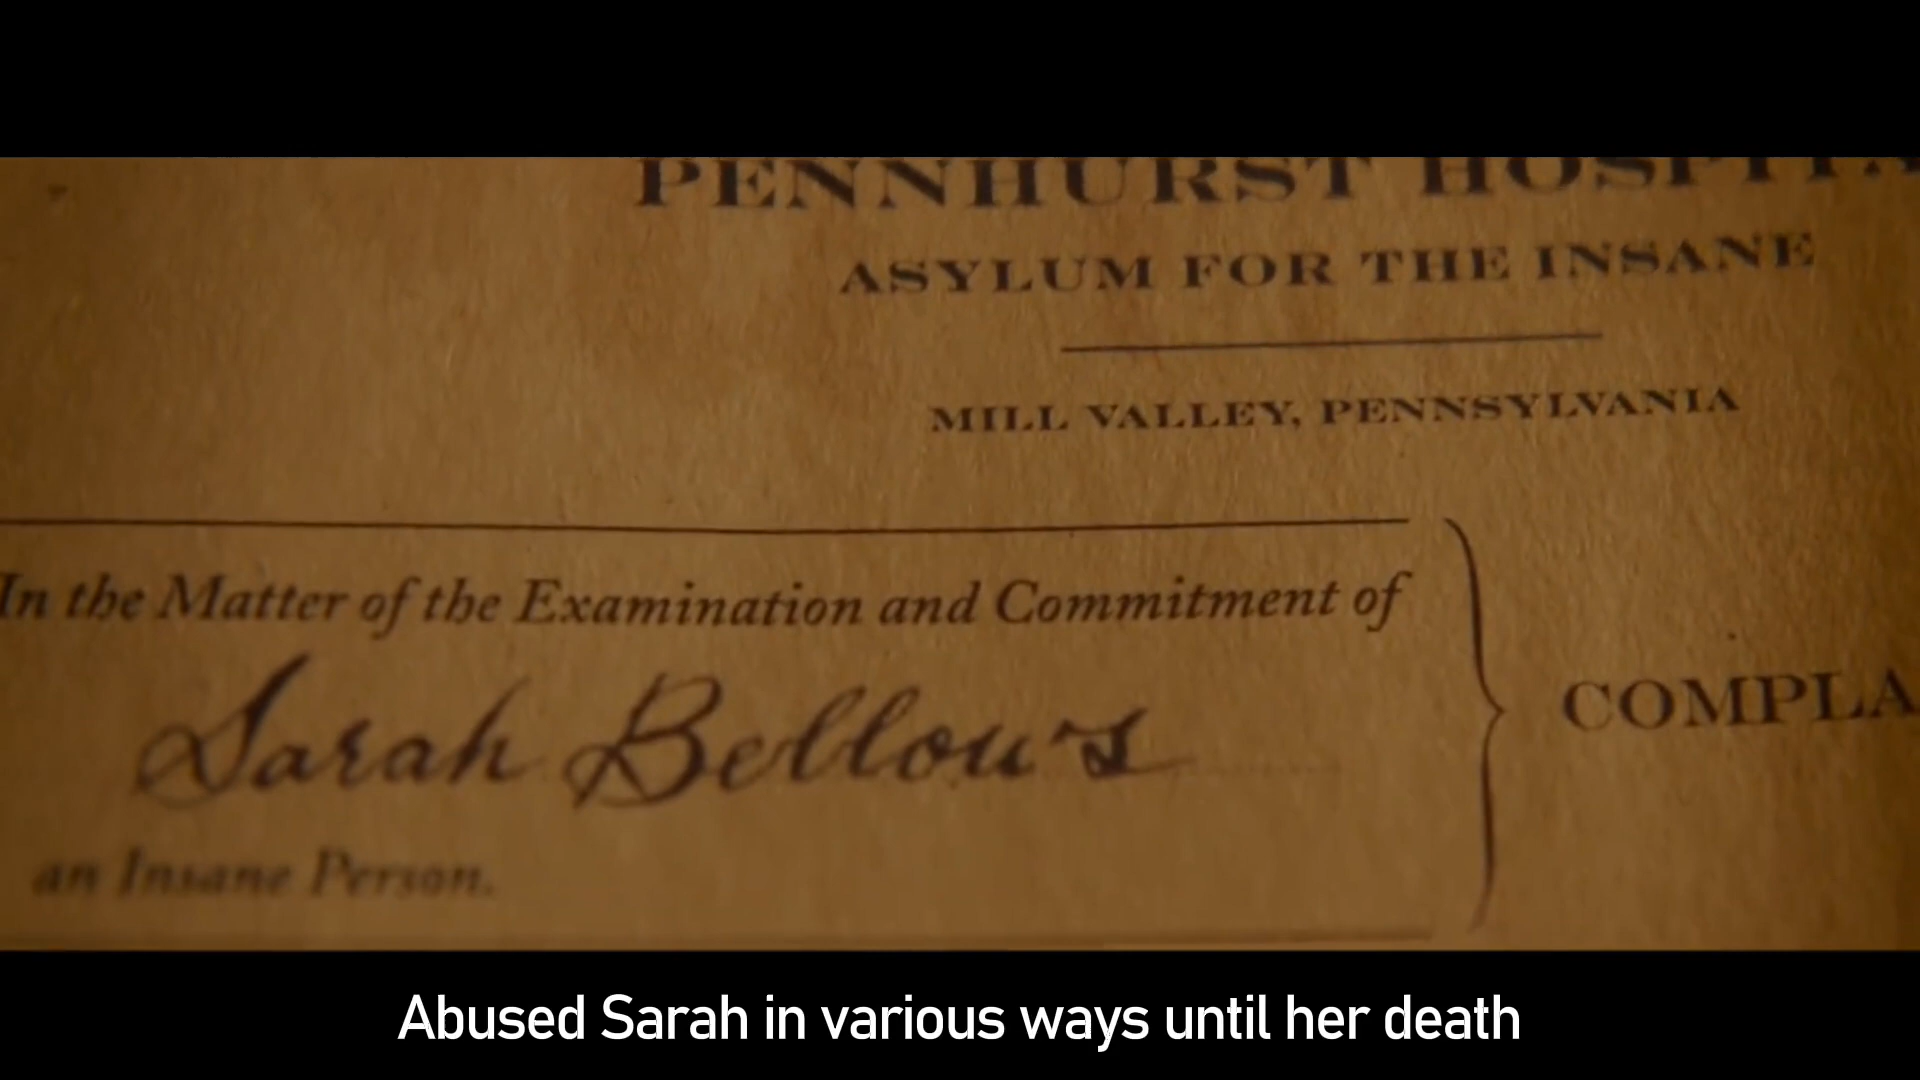 PENNHURST HOSPITA
ASYLUM FOR THE INSANE
MILL VALLEY, PENNSYLVANIA
In the Matter of the Examination and Commitment of
Sarah Bellows
COMPLA
an Insane Person.
Abused Sarah in various ways until her death